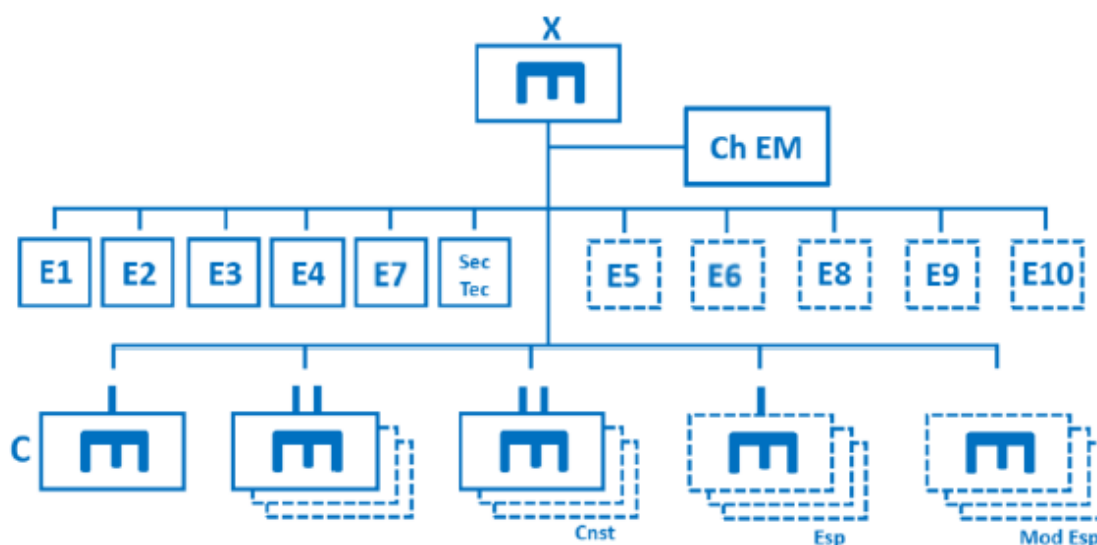 X
Ch EM
E1 E2 E3 E4 E7 Sec E5 E6 E8 E9 E10
Tec
C
Cnst Esp Mod Esp